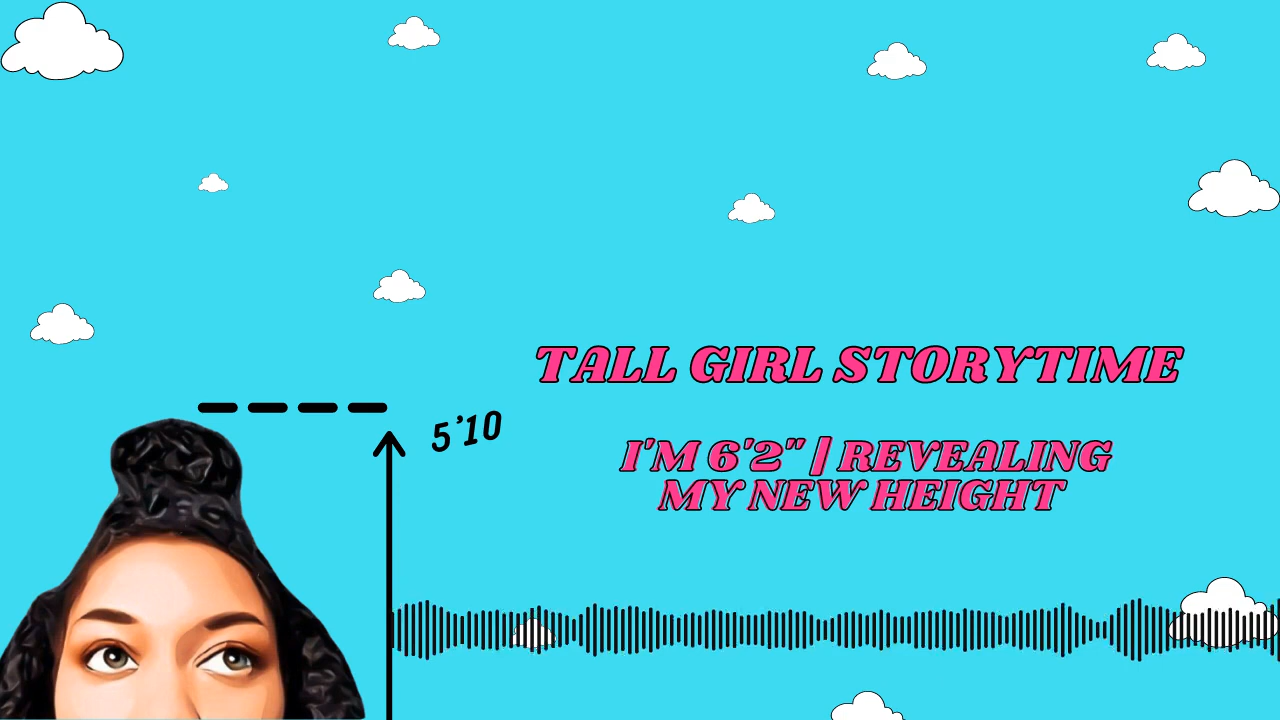 TALL GIRL STORYTIME
5'10
I'M 6'2" | REVEALING
MY NEW HEIGHT